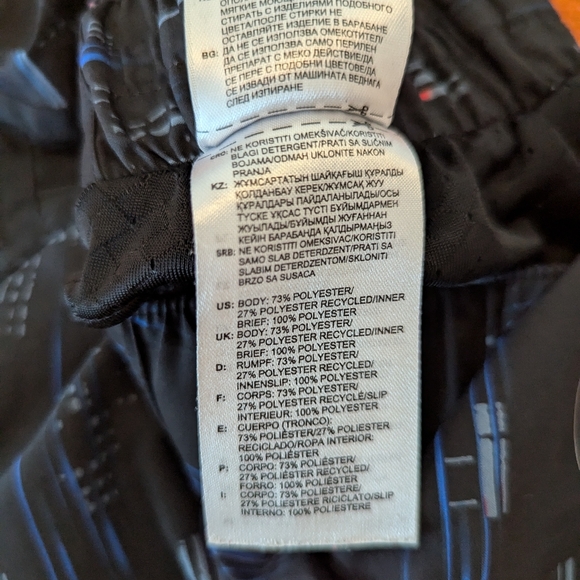 МЯГКИЕ МОЮ
СТИРАТЬ С ИЗДЕЛИЯМИ ПОДОБНОГО
ЦВЕТА/ПОСЛЕ СТИРКИ НЕ
ОСТАВЛЯЙТЕ ИЗДЕЛИЕ В БАРАБАНЕ
BG: ДА НЕ СЕ ИЗПОЛЗВА ОМЕКОТИТЕЛ/
ДА СЕ ИЗПОЛЗВА САМО ПЕРИЛЕН
ПРЕПАРАТ С МЕКО ДЕЙСТВИЕ/ДА
СЕ ПЕРЕ С ПОДОБНИ ЦВЕТОВЕ/ДА
СЕ ИЗВАДИ ОТ МАШИНАТА ВЕДНАГА
СЛЕД ИЗПИРАНЕ
CRO: NE KORISTITI OMEKŠIVAČ/KORISTITI
BLAGI DETERGENT/PRATI SA SLIČNIM
BOJAMA/ODMAH UKLONITE NAKON
PRANJA
KZ: ЖҰМСАРТАТЫН ШАЙҒЫШ ҚҰРАЛДЫ
ҚОЛДАНБАУ КЕРЕК/ЖҰМСАҚ ЖУУ
ҚҰРАЛДАРЫ ПАЙДАЛАНЫЛАДЫ/ОСЫ
ТҮСКЕ ҰҚСАС ТҮСТІ БҰЙЫМДАРМЕН
ЖУУ/БҰЙЫМДЫ ЖУҒАННАН
КЕЙІН БАРАБАНДА ҚАЛДЫРМАҢЫЗ
SRB: NE KORISTITI OMEKSIVAC/KORISTITI
SAMO SLAB DETERDZENT/PRATI SA
SLABIM DETERDZENTOM/SKLONITI
BRZO SA SUSACA
US: BODY: 73% POLYESTER/
27% POLYESTER RECYCLED/INNER
BRIEF: 100% POLYESTER
UK: BODY: 73% POLYESTER/
27% POLYESTER RECYCLED/INNER
BRIEF: 100% POLYESTER
D: RUMPF: 73% POLYESTER/
27% POLYESTER RECYCLED/
INNENSLIP: 100% POLYESTER
F: CORPS: 73% POLYESTER/
27% POLYESTER RECYCLÉ/SLIP
INTERIEUR: 100% POLYESTER
E: CUERPO (TRONCO):
73% POLIÉSTER/27% POLIÉSTER
RECICLADO/ROPA INTERIOR:
100% POLIÉSTER
P: CORPO: 73% POLIÉSTER/
27% POLIÉSTER RECYCLED/
FORRO: 100% POLIÉSTER
I: CORPO: 73% POLIESTERE/
27% POLIESTERE RICICLATO/SLIP
INTERNO: 100% POLIESTERE